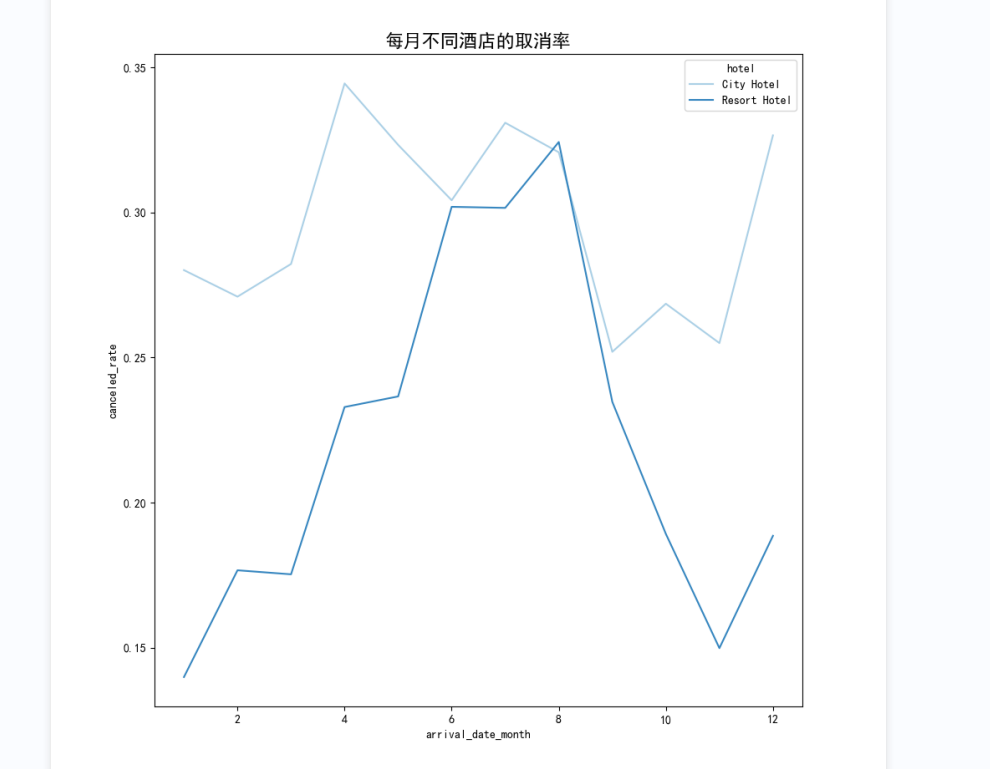 每月不同酒店的取消率
hotel
City Hotel
Resort Hotel
0.35
0.30
0.25
0.20
0.15
canceled_rate
2 4 6 8 10 12
arrival_date_month